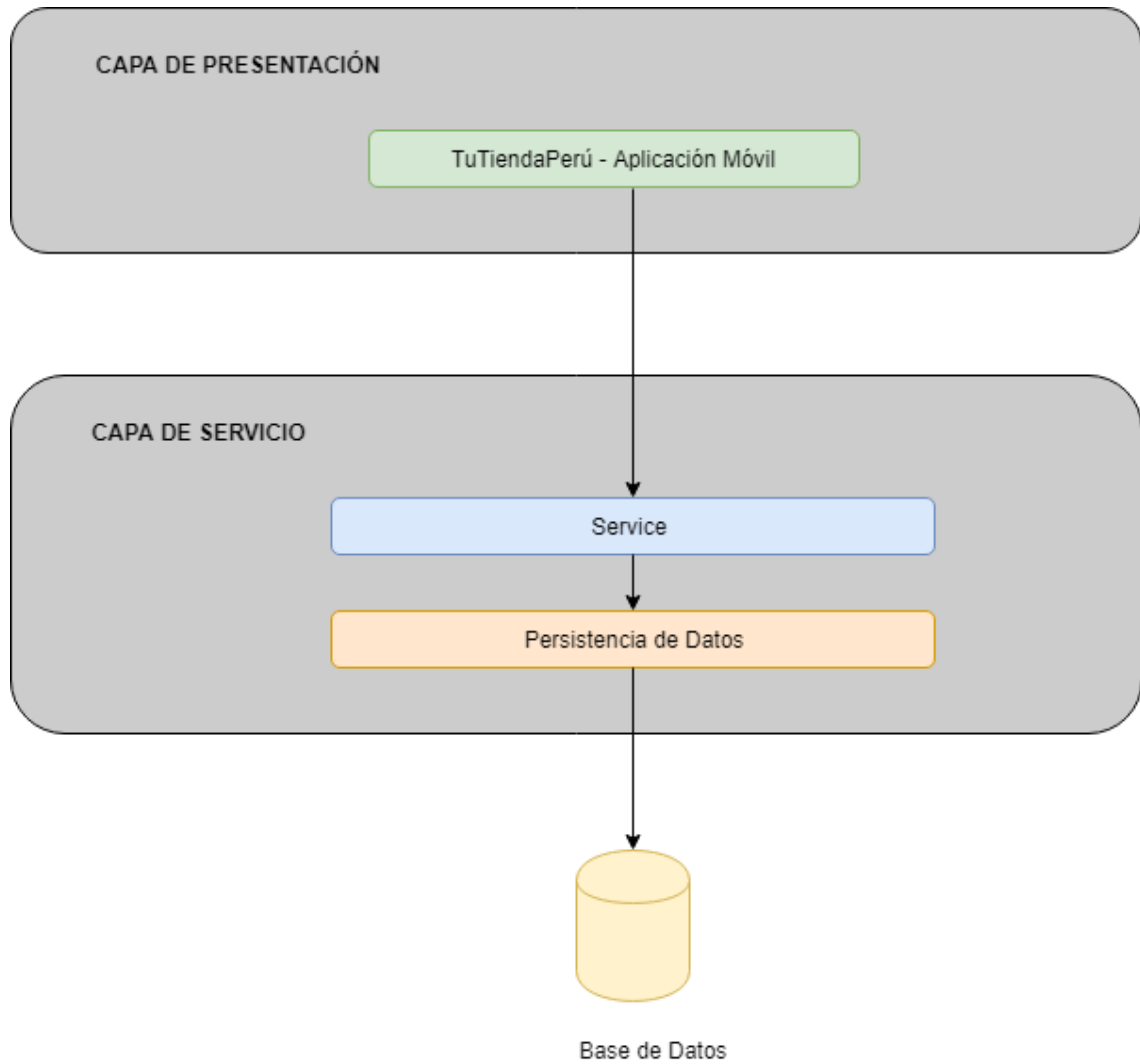 CAPA DE PRESENTACIÓN
TuTiendaPerú - Aplicación Móvil
CAPA DE SERVICIO
Service
Persistencia de Datos
Base de Datos